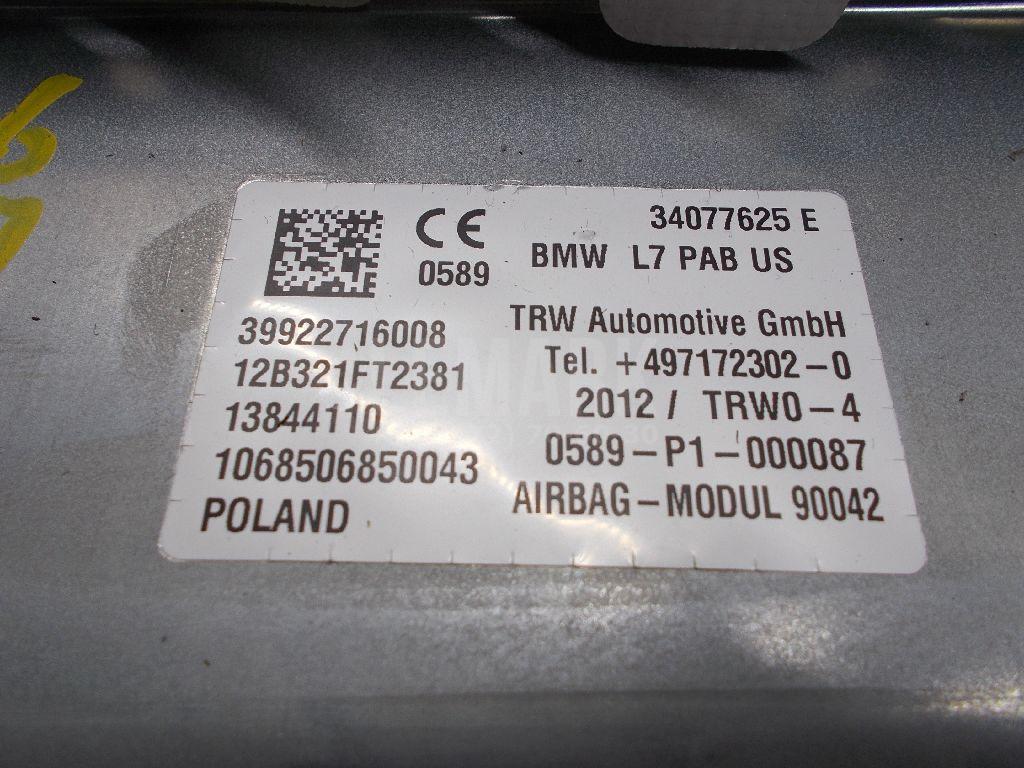 34077625 E
CE
0589
BMW L7 PAB US
39922716008
TRW Automotive GmbH
12B321FT2381
Tel. +497172302-0
13844110
2012 / TRW0-4
1068506850043
0589-P1-000087
POLAND
AIRBAG-MODUL 90042